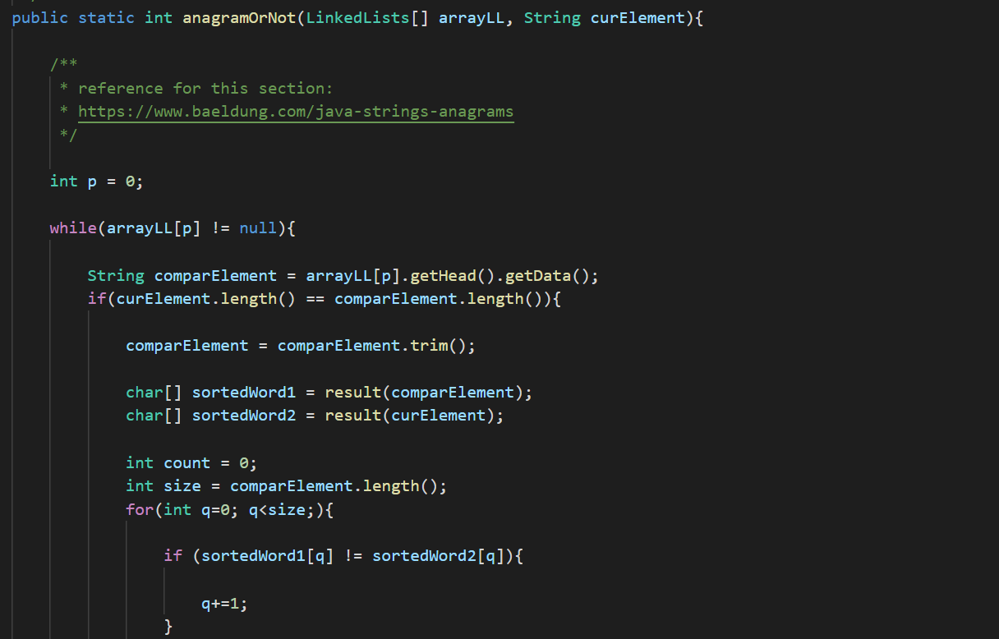 public static int anagramOrNot(LinkedLists[] arrayLL, String curElement){
/**
* reference for this section:
* https://www.baeldung.com/java-strings-anagrams
*/
int p = 0;
while(arrayLL[p] != null){
String comparElement = arrayLL[p].getHead().getData();
if(curElement.length() == comparElement.length()){
comparElement = comparElement.trim();
char[] sortedWord1 = result(comparElement);
char[] sortedWord2 = result(curElement);
int count = 0;
int size = comparElement.length();
for(int q=0; q<size;){
if (sortedWord1[q] != sortedWord2[q]){
q+=1;
}